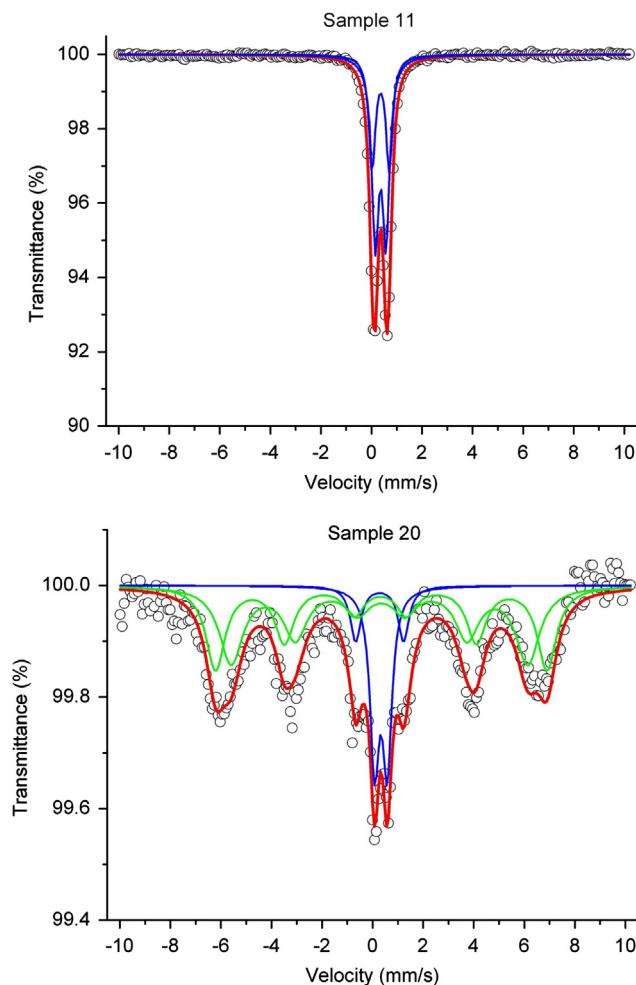 Sample 11
100
98
96
94
92
90
Transmittance (%)
-10 -8 -6 -4 -2 0 2 4 6 8 10
Velocity (mm/s)
Sample 20
100.0
99.8
99.6
99.4
Transmittance (%)
-10 -8 -6 -4 -2 0 2 4 6 8 10
Velocity (mm/s)